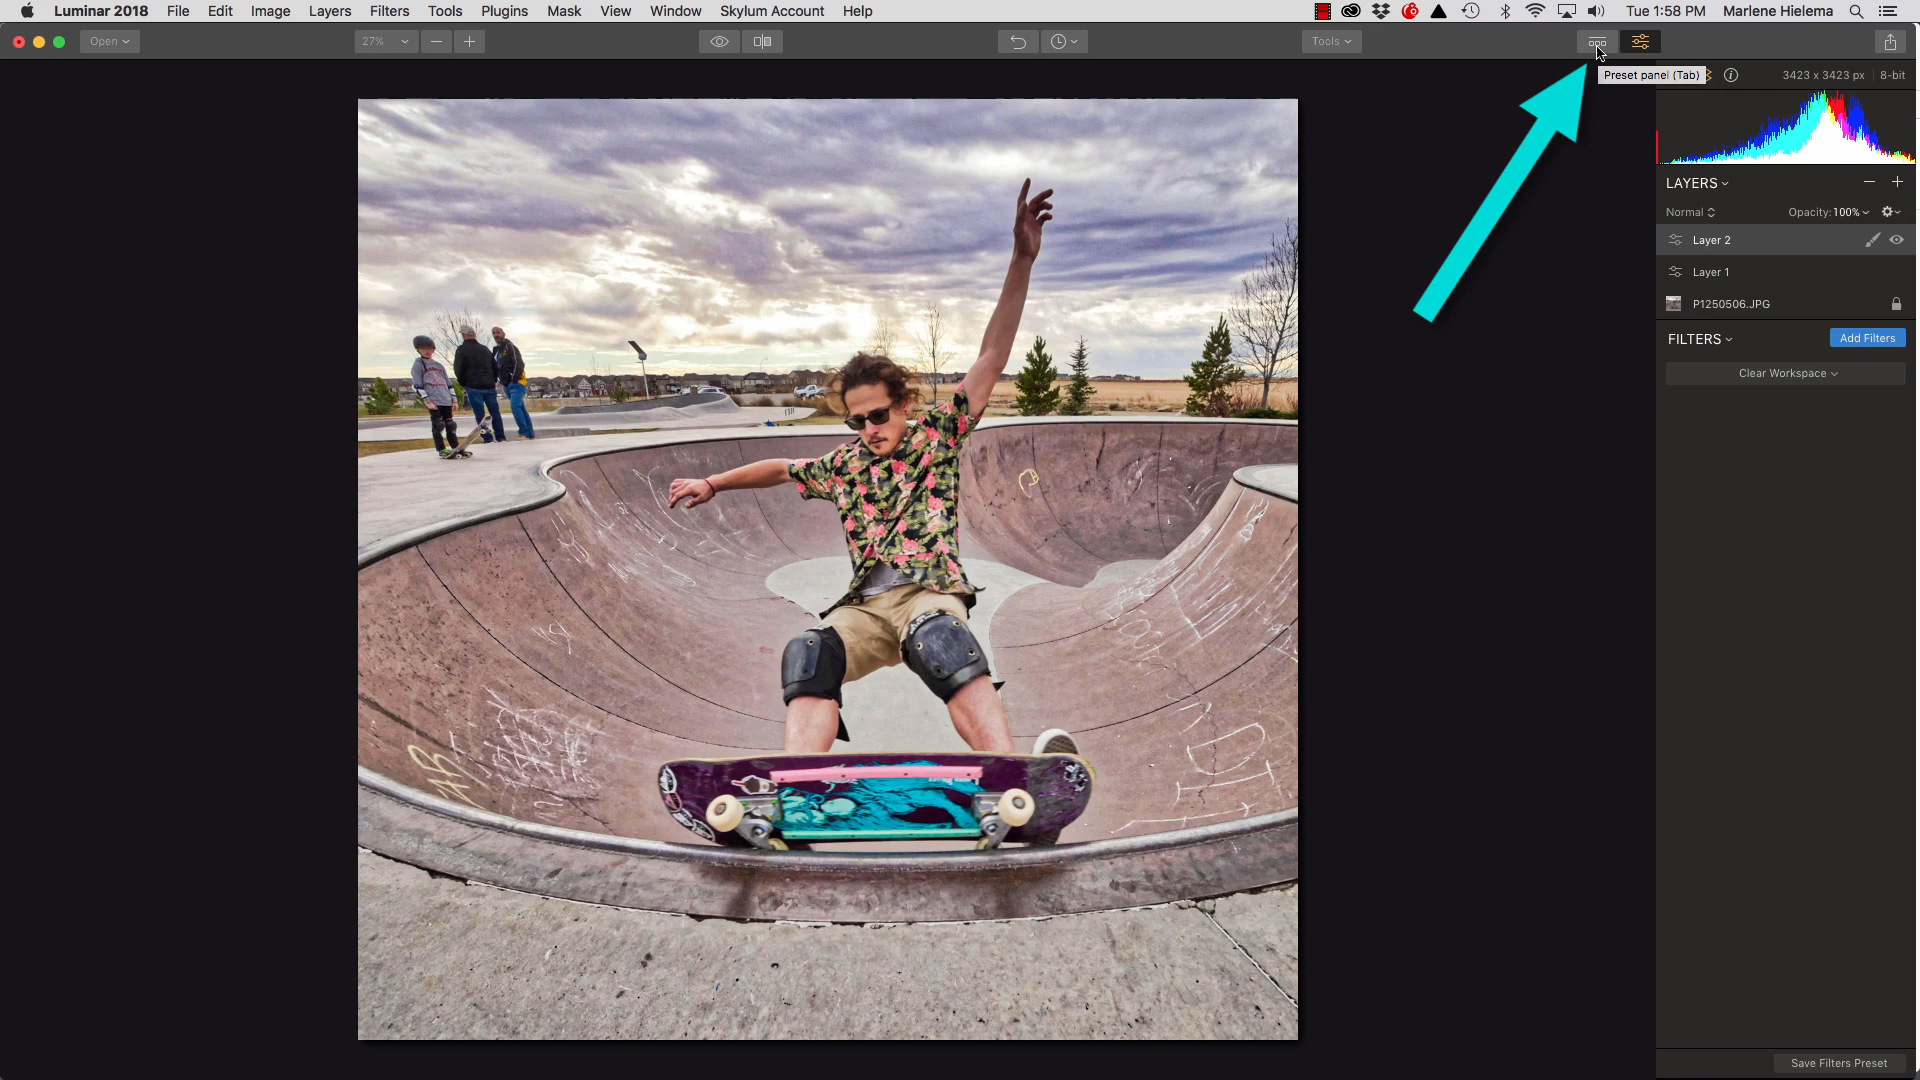 Luminar 2018 File Edit Image Layers Filters Tools Plugins Mask View Window Skylum Account Help Tue 1:58 PM Marlene Hielema
Open 27% Tools
Preset panel (Tab) 3423 x 3423 px 8-bit
LAYERS
Normal Opacity: 100%
Layer 2
Layer 1
P1250506.JPG
FILTERS Add Filters
Clear Workspace
Save Filters Preset